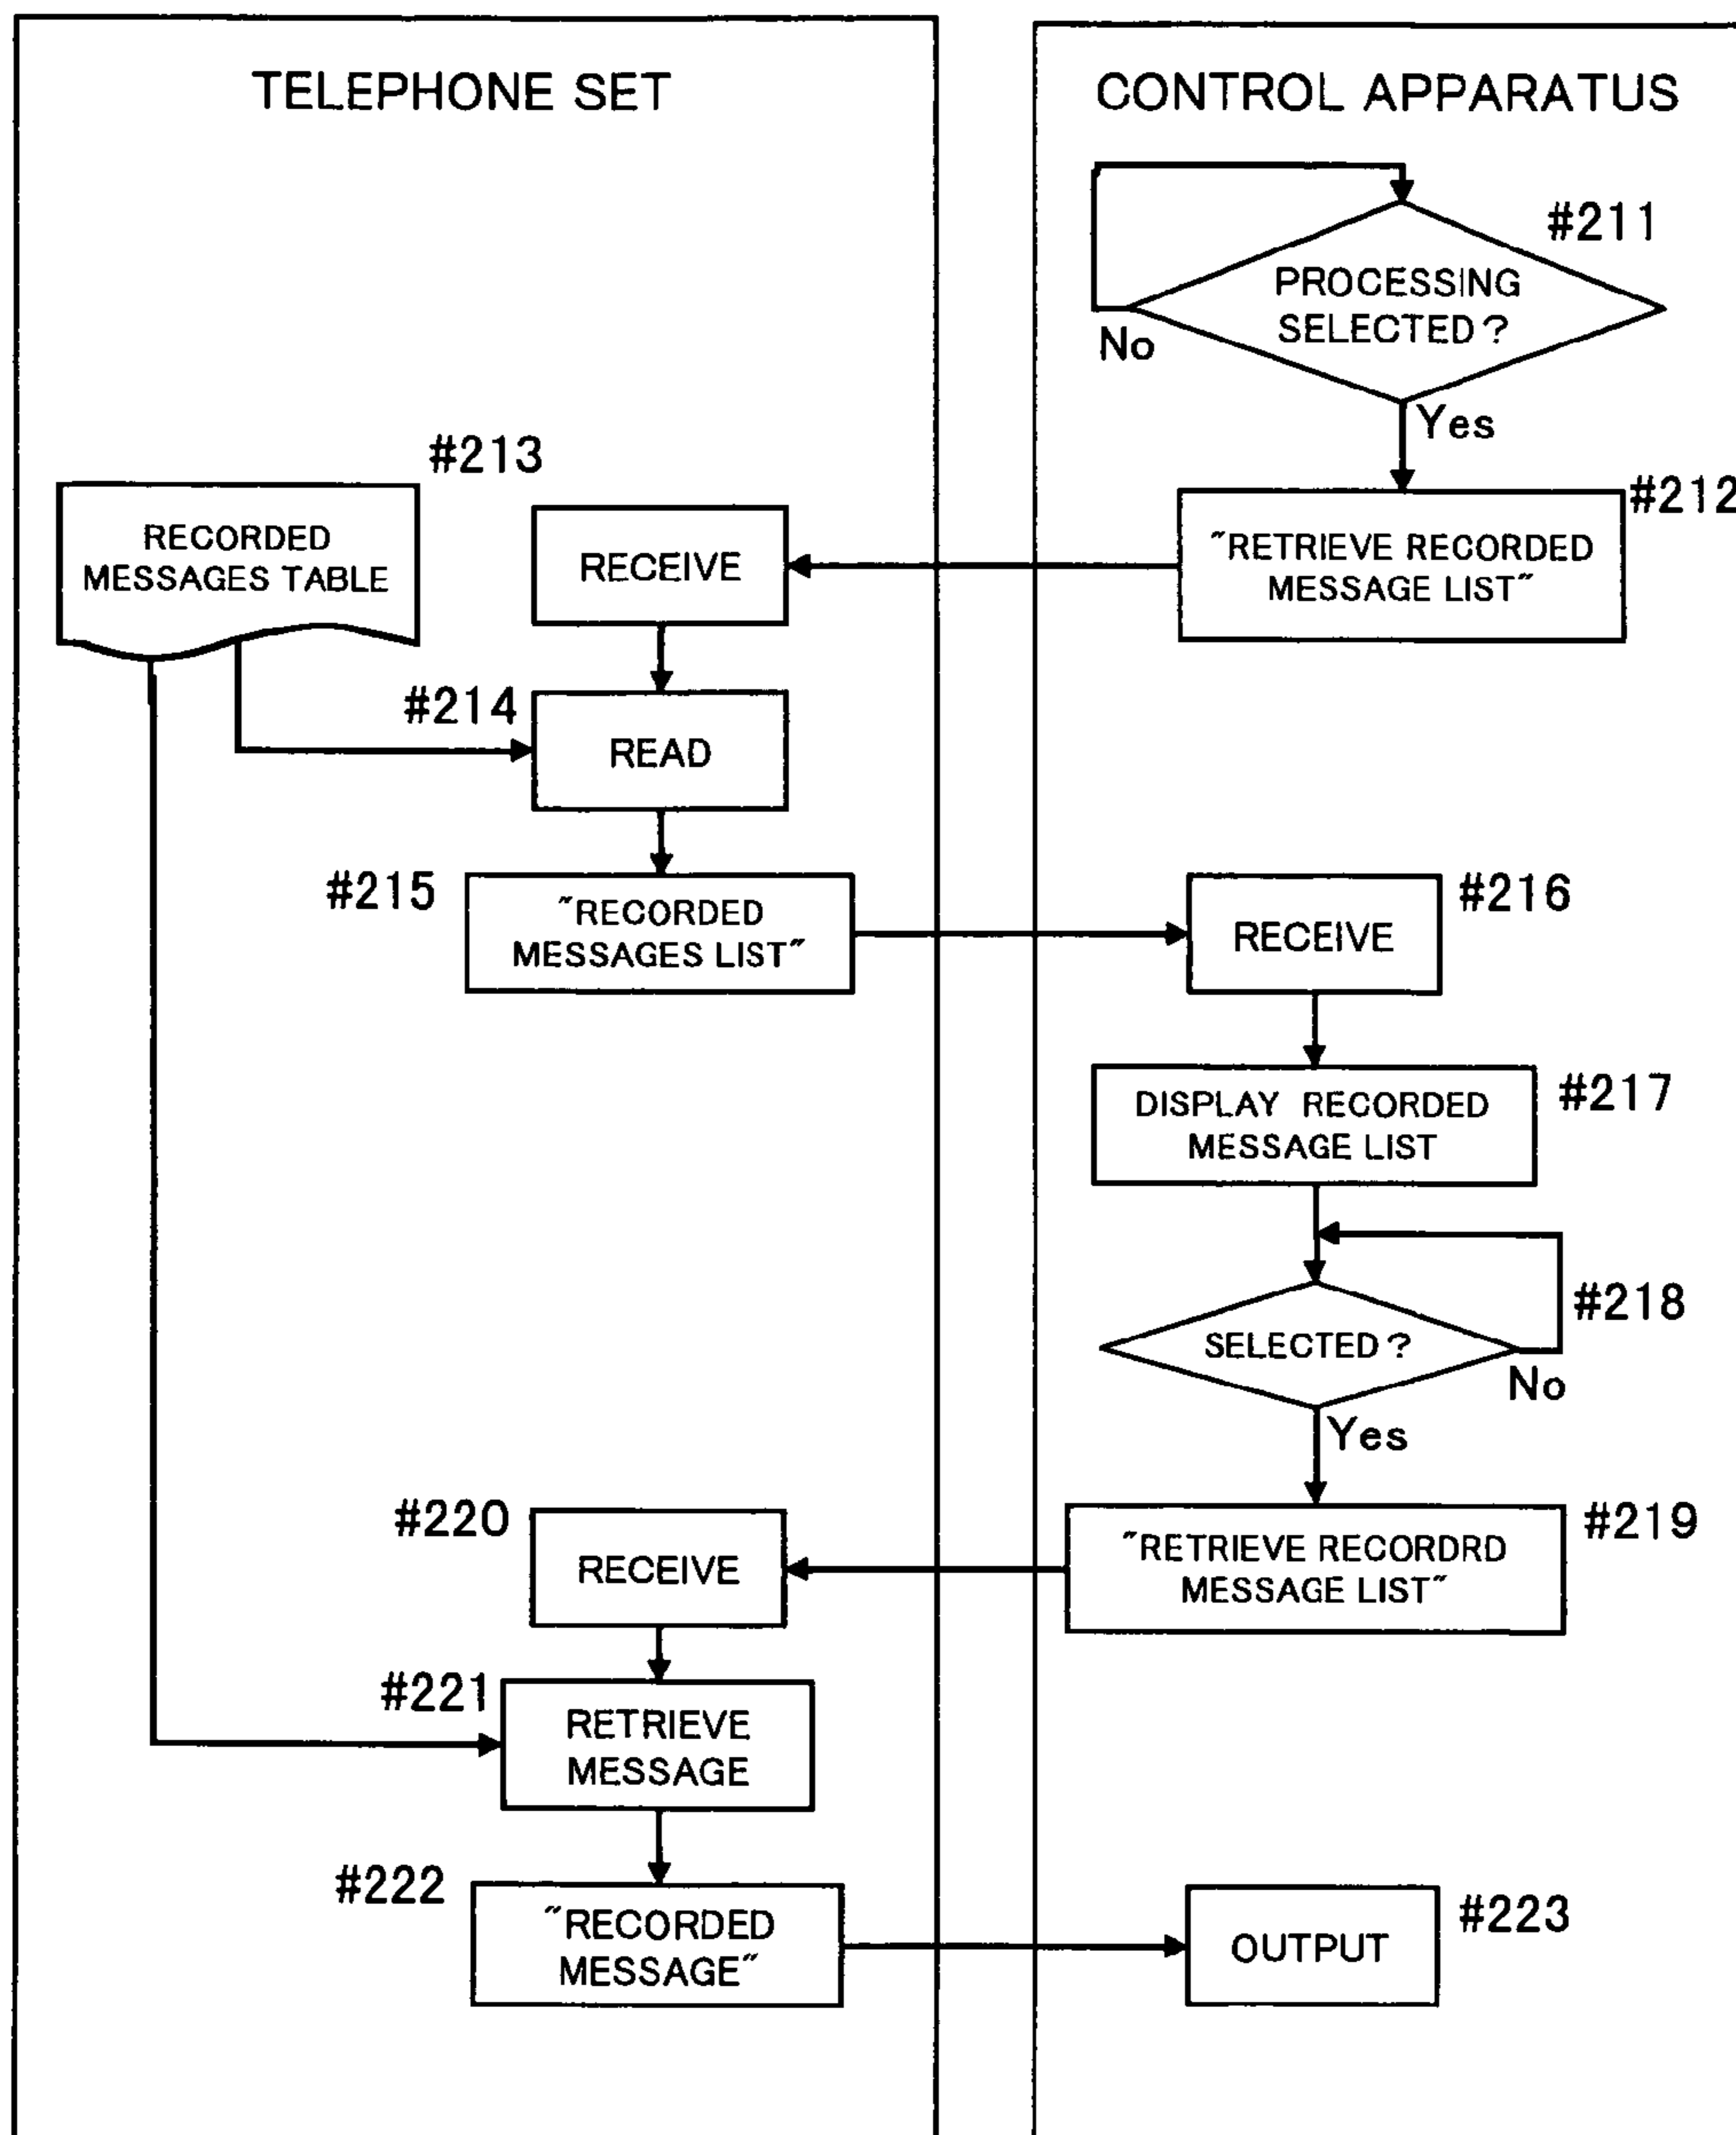 TELEPHONE SET
CONTROL APPARATUS
#211
PROCESSING
SELECTED?
No
Yes
#212
"RETRIEVE RECORDED
MESSAGE LIST"
#213
RECORDED
MESSAGES TABLE
RECEIVE
#214
READ
#215
"RECORDED
MESSAGES LIST"
#216
RECEIVE
#217
DISPLAY RECORDED
MESSAGE LIST
#218
SELECTED?
No
Yes
#219
"RETRIEVE RECORDRD
MESSAGE LIST"
#220
RECEIVE
#221
RETRIEVE
MESSAGE
#222
"RECORDED
MESSAGE"
#223
OUTPUT